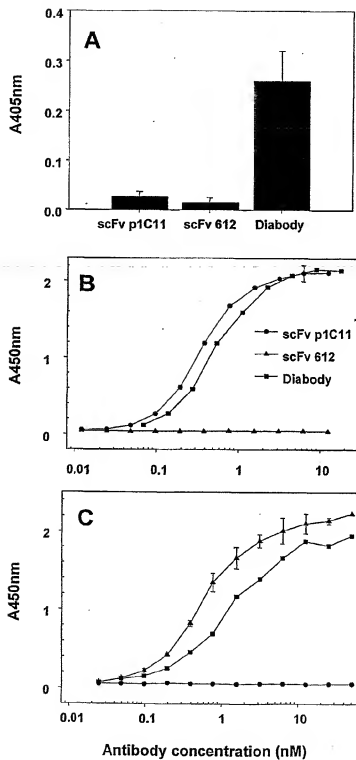 A
A405nm
0.4
0.3
0.2
0.1
0.0
scFv p1C11 scFv 612 Diabody
B
A450nm
2
1
0
scFv p1C11
scFv 612
Diabody
0.01 0.1 1 10
C
A450nm
2
1
0
0.01 0.1 1 10
Antibody concentration (nM)